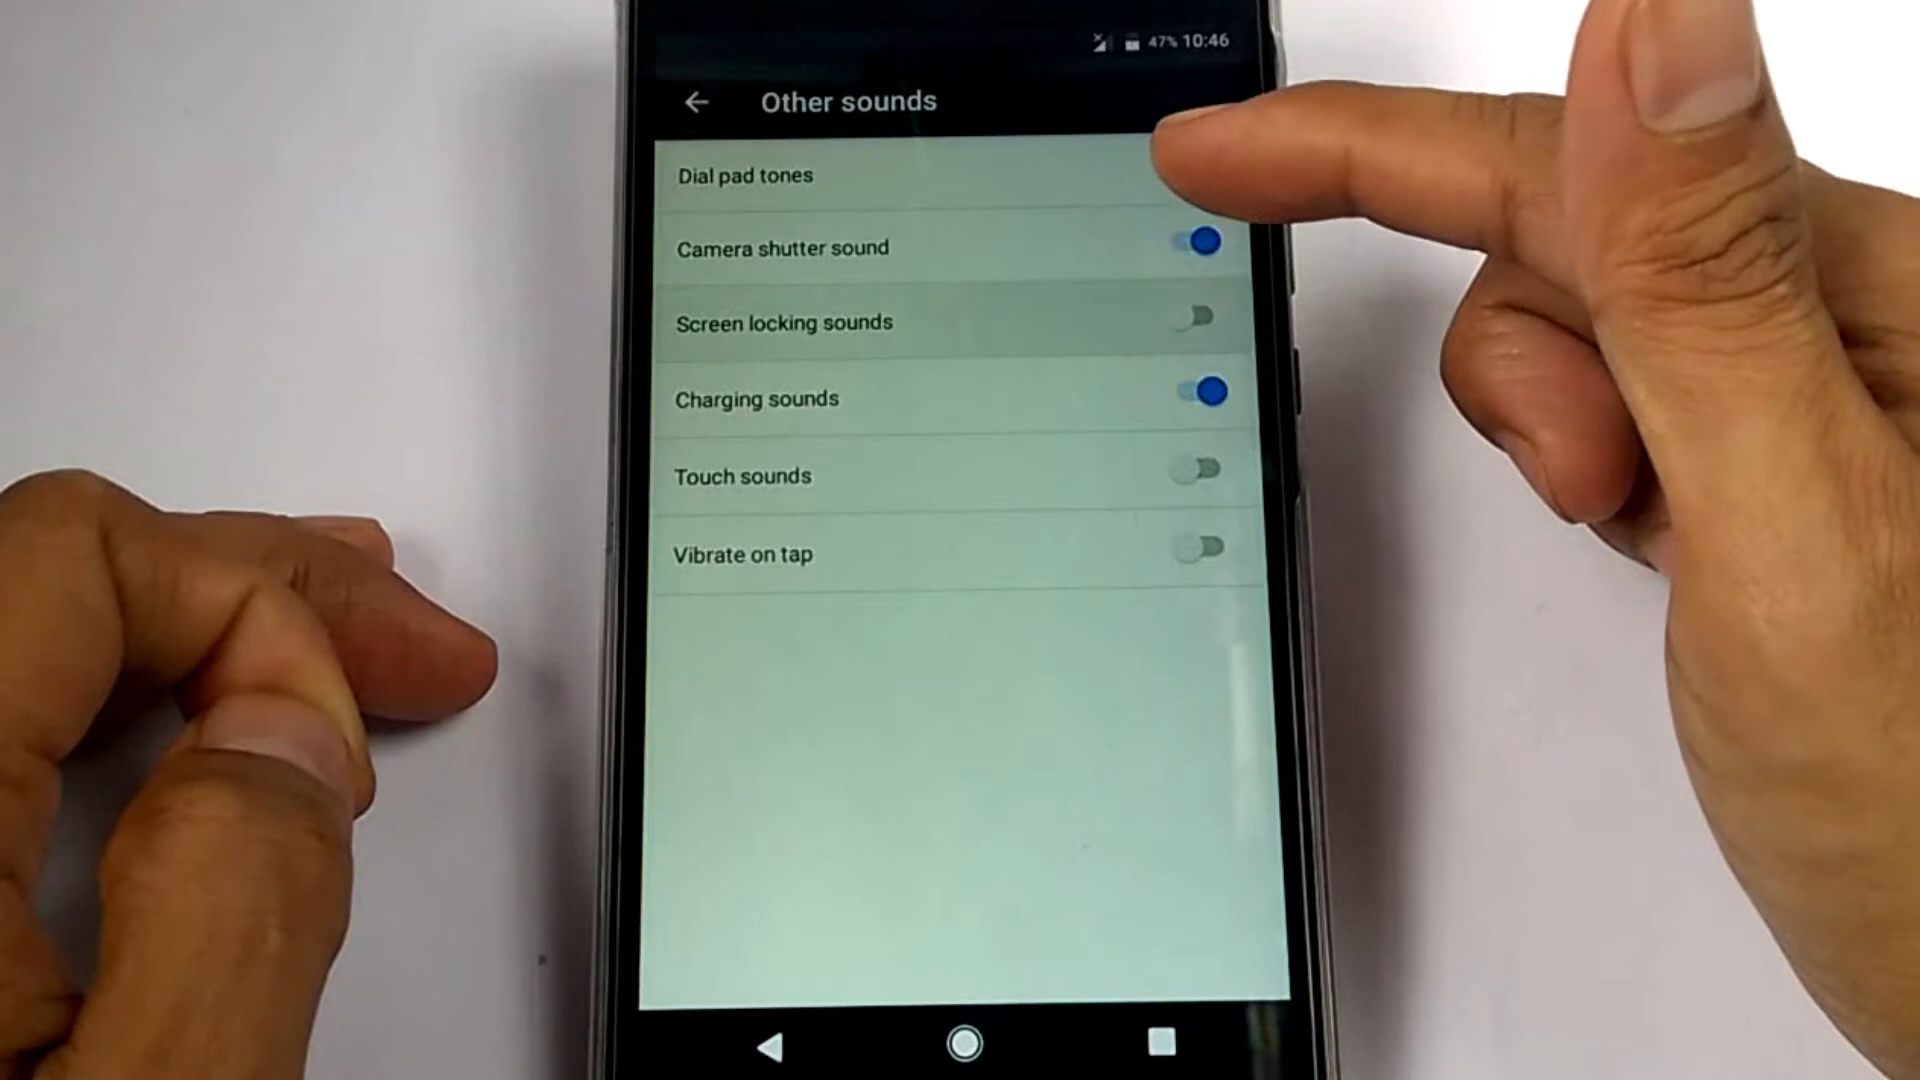 47% 10:46
Other sounds
Dial pad tones
Camera shutter sound
Screen locking sounds
Charging sounds
Touch sounds
Vibrate on tap